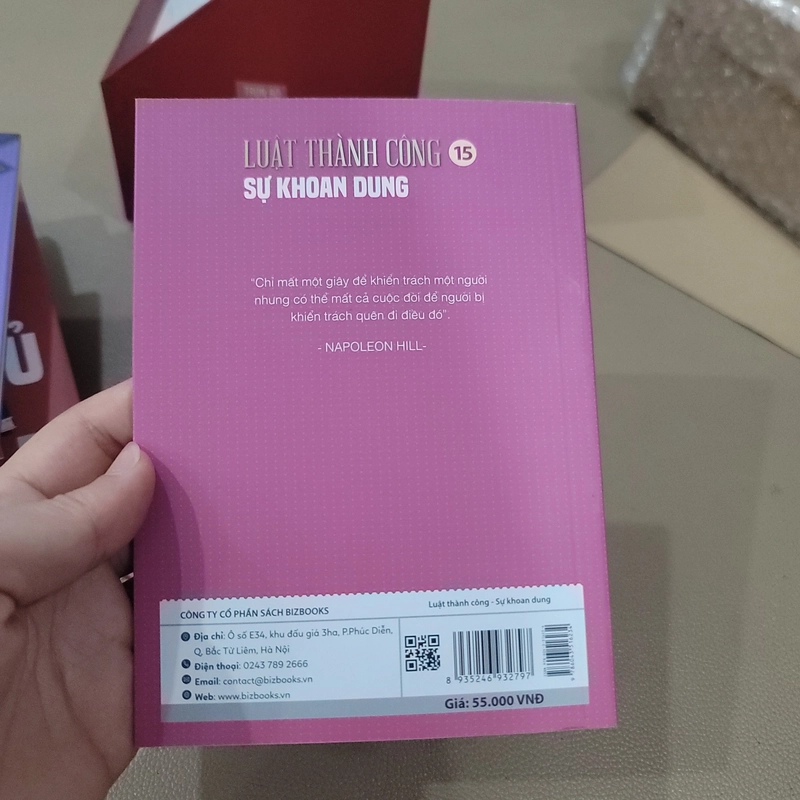 LUẬT THÀNH CÔNG 15
SỰ KHOAN DUNG
"Chỉ mất một giây để khiển trách một người
nhưng có thể mất cả cuộc đời để người bị
khiển trách quên đi điều đó".
- NAPOLEON HILL-
CÔNG TY CỔ PHẦN SÁCH BIZBOOKS
Địa chỉ: Ô số E34, khu đấu giá 3ha, P.Phúc Diễn,
Q, Bắc Từ Liêm, Hà Nội
Điện thoại: 0243 789 2666
Email: contact@bizbooks.vn
Web: www.bizbooks.vn
Luật thành công - Sự khoan dung
8 935246 932797
Giá: 55.000 VNĐ
Ủ